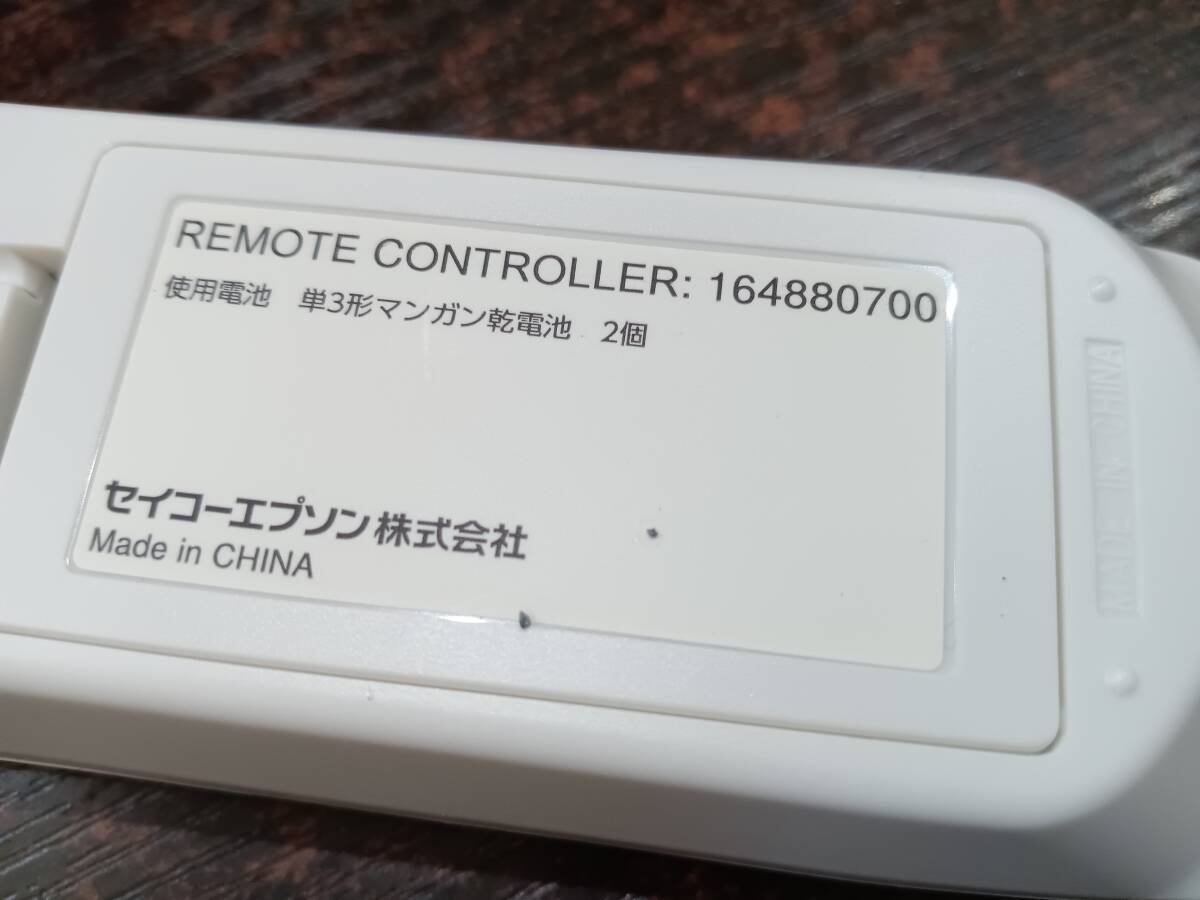 REMOTE CONTROLLER: 164880700
使用電池　単3形マンガン乾電池　2個
セイコーエプソン株式会社
Made in CHINA
MADE IN CHINA